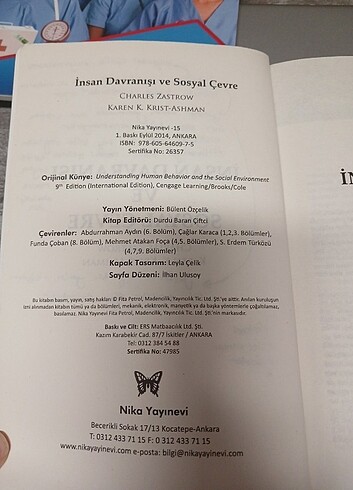 İnsan Davranışı ve Sosyal Çevre
CHARLES ZASTROW
KAREN K. KRIST-ASHMAN
Nika Yayınevi -15
1. Baskı Eylül 2014, ANKARA
ISBN: 978-605-64609-7-5
Sertifika No: 26357
Orijinal Künye: Understanding Human Behavior and the Social Environment
9th Edition (International Edition), Cengage Learning/Brooks/Cole
Yayın Yönetmeni: Bülent Özçelik
Kitap Editörü: Durdu Baran Çiftci
Çevirenler: Abdurrahman Aydın (6. Bölüm), Çağlar Karaca (1,2,3. Bölümler),
Funda Çoban (8. Bölüm), Mehmet Atakan Foça (4,5. Bölümler), S. Erdem Türközü
(4,7,9. Bölümler)
Kapak Tasarım: Leyla Çelik
Sayfa Düzeni: İlhan Ulusoy
Bu kitabın basım, yayın, satış hakları © Fita Petrol, Madencilik, Yayıncılık Tic. Ltd. Şti.'ye aittir. Anılan kuruluşun
izni alınmadan kitabın tümü ya da bölümleri, mekanik, elektronik, manyetik ya da başka yöntemlerle çoğaltılamaz,
basılamaz. Nika Yayınevi Fita Petrol, Madencilik, Yayıncılık Tic. Ltd. Şti.'nin markasıdır.
Baskı ve Cilt: ERS Matbaacılık Ltd. Şti.
Kazım Karabekir Cad. 87/7 İskitler / ANKARA
Tel: 0312 384 54 88
Sertifika No: 47985
Nika Yayınevi
Becerikli Sokak 17/13 Kocatepe-Ankara
T: 0312 433 71 15 F: 0 312 433 71 15
www.nikayayinevi.com e-posta: bilgi@nikayayinevi.com
İN